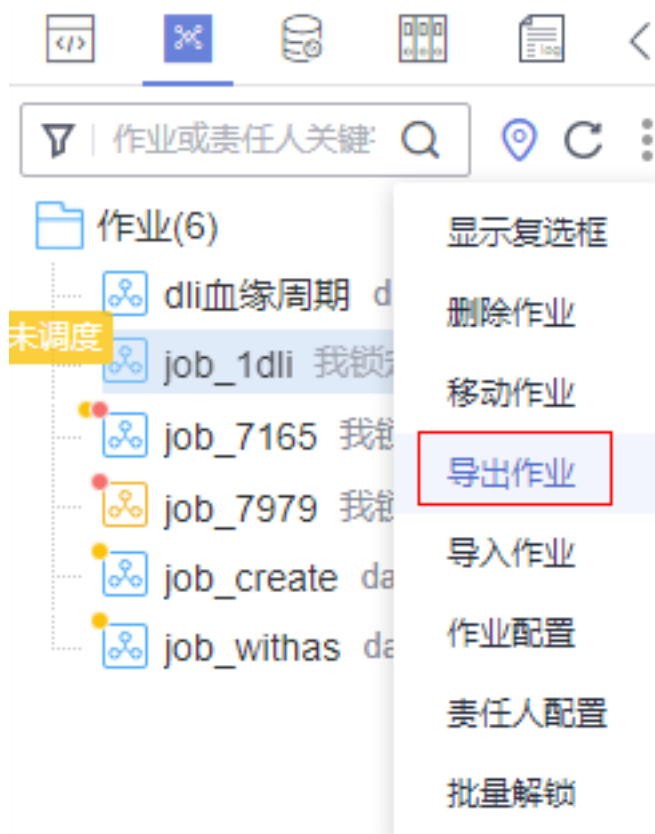 </>
log
作业或责任人关键
作业(6)
dli血缘周期 d
未调度
job_1dli 我锁
job_7165 我锁
job_7979 我锁
job_create da
job_withas da
显示复选框
删除作业
移动作业
导出作业
导入作业
作业配置
责任人配置
批量解锁